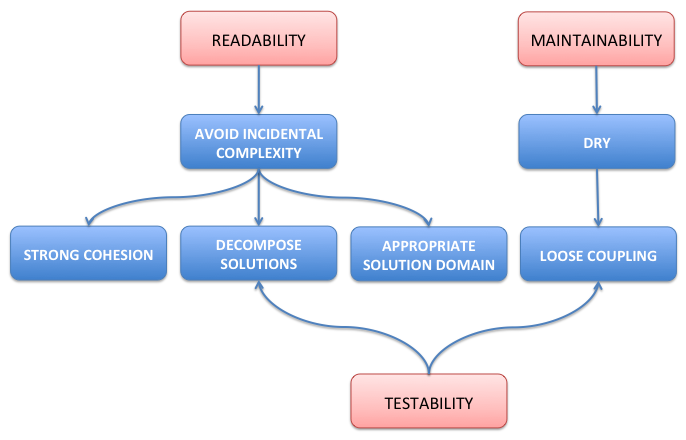 READABILITY
MAINTAINABILITY
AVOID INCIDENTAL
COMPLEXITY
DRY
STRONG COHESION
DECOMPOSE
SOLUTIONS
APPROPRIATE
SOLUTION DOMAIN
LOOSE COUPLING
TESTABILITY